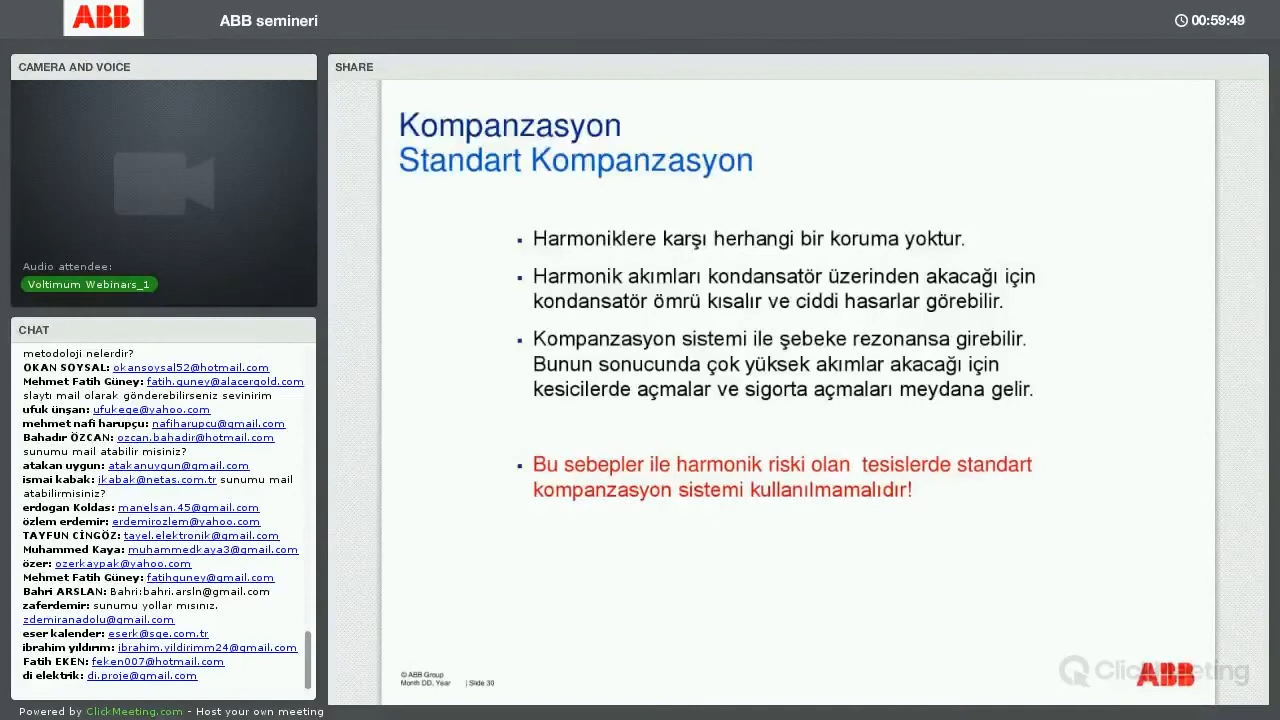 ABB
ABB semineri
00:59:49
CAMERA AND VOICE
Audio attendee:
Voltimum Webinars_1
CHAT
metodoloji nelerdir?
OKAN SOYSAL: okansoysal52@hotmail.com
Mehmet Fatih Güney: fatih.guney@alacergold.com
slaytı mail olarak gönderebilirseniz sevinirim
ufuk ünşan: ufukege@yahoo.com
mehmet nafi harupçu: nafiharupcu@gmail.com
Bahadır ÖZCAN: ozcan.bahadir@hotmail.com
sunumu mail atabilir misiniz?
atakan uygun: atakanuygun@gmail.com
ismai kabak: ikabak@netas.com.tr sunumu mail
atabilirmisiniz?
erdogan Koldas: manelsan.45@gmail.com
özlem erdemir: erdemirozlem@yahoo.com
TAYFUN CİNGÖZ: tayel.elektronik@gmail.com
Muhammed Kaya: muhammedkaya3@gmail.com
özer: ozerkaypak@yahoo.com
Mehmet Fatih Güney: fatihguney@gmail.com
Bahri ARSLAN: Bahri:bahri.arsln@gmail.com
zaferdemir: sunumu yollar mısınız.
zdemiranadolu@gmail.com
eser kalender: eserk@sge.com.tr
ibrahim yıldırım: ibrahim.yildirimm24@gmail.com
Fatih EKEN: feken007@hotmail.com
di elektrik: di.proje@gmail.com
Powered by ClickMeeting.com - Host your own meeting
SHARE
Kompanzasyon
Standart Kompanzasyon
▪ Harmoniklere karşı herhangi bir koruma yoktur.
▪ Harmonik akımları kondansatör üzerinden akacağı için
kondansatör ömrü kısalır ve ciddi hasarlar görebilir.
▪ Kompanzasyon sistemi ile şebeke rezonansa girebilir.
Bunun sonucunda çok yüksek akımlar akacağı için
kesicilerde açmalar ve sigorta açmaları meydana gelir.
▪ Bu sebepler ile harmonik riski olan tesislerde standart
kompanzasyon sistemi kullanılmamalıdır!
© ABB Group
Month DD, Year | Slide 30
ClickMeeting
ABB